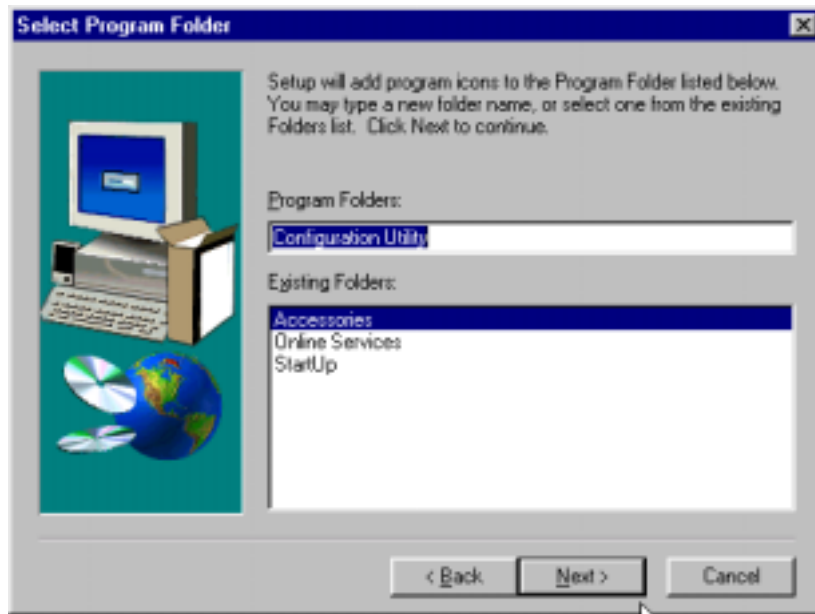 Select Program Folder
Setup will add program icons to the Program Folder listed below.
You may type a new folder name, or select one from the existing
Folders list. Click Next to continue.
Program Folders:
Configuration Utility
Existing Folders:
Accessories
Online Services
StartUp
< Back
Next >
Cancel